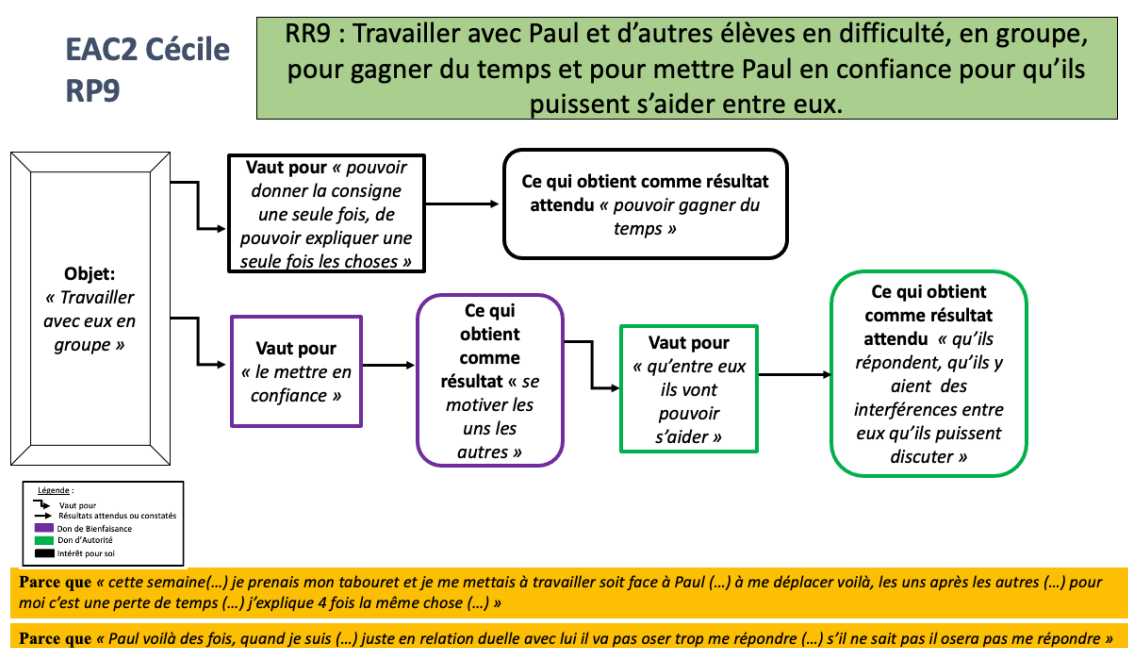 EAC2 Cécile
RP9
RR9 : Travailler avec Paul et d’autres élèves en difficulté, en groupe,
pour gagner du temps et pour mettre Paul en confiance pour qu’ils
puissent s’aider entre eux.
Objet:
« Travailler
avec eux en
groupe »
Vaut pour « pouvoir
donner la consigne
une seule fois, de
pouvoir expliquer une
seule fois les choses »
Ce qui obtient comme résultat
attendu « pouvoir gagner du
temps »
Vaut pour
« le mettre en
confiance »
Ce qui
obtient
comme
résultat « se
motiver les
uns les
autres »
Vaut pour
« qu’entre eux
ils vont
pouvoir
s’aider »
Ce qui obtient
comme résultat
attendu « qu’ils
répondent, qu’ils y
aient des
interférences entre
eux qu’ils puissent
discuter »
Légende :
Vaut pour
Résultats attendus ou constatés
Don de Bienfaisance
Don d’Autorité
Intérêt pour soi
Parce que « cette semaine(…) je prenais mon tabouret et je me mettais à travailler soit face à Paul (…) à me déplacer voilà, les uns après les autres (…) pour
moi c’est une perte de temps (…) j’explique 4 fois la même chose (…) »
Parce que « Paul voilà des fois, quand je suis (…) juste en relation duelle avec lui il va pas oser trop me répondre (…) s’il ne sait pas il osera pas me répondre »